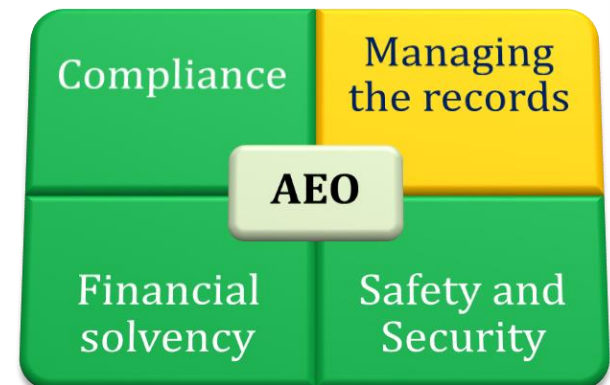 Compliance
Managing
the records
AEO
Financial
solvency
Safety and
Security